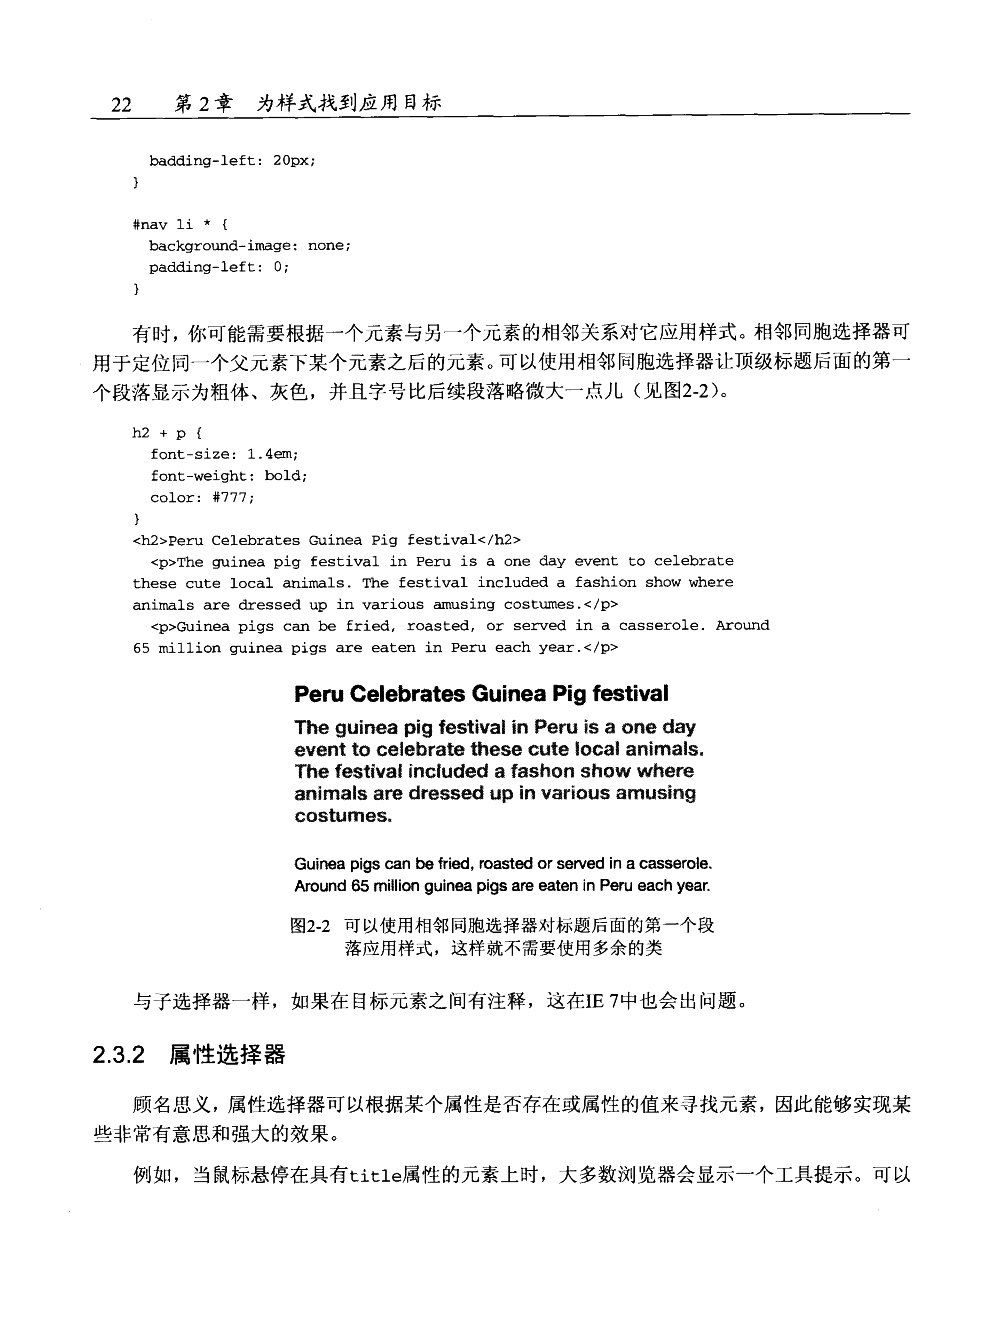 22 第2章 为样式找到应用目标
badding-left: 20px;
}
#nav li * {
background-image: none;
padding-left: 0;
}
有时，你可能需要根据一个元素与另一个元素的相邻关系对它应用样式。相邻同胞选择器可
用于定位同一个父元素下某个元素之后的元素。可以使用相邻同胞选择器让顶级标题后面的第一
个段落显示为粗体、灰色，并且字号比后续段落略微大一点儿（见图2-2）。
h2 + p {
font-size: 1.4em;
font-weight: bold;
color: #777;
}
<h2>Peru Celebrates Guinea Pig festival</h2>
<p>The guinea pig festival in Peru is a one day event to celebrate
these cute local animals. The festival included a fashion show where
animals are dressed up in various amusing costumes.</p>
<p>Guinea pigs can be fried, roasted, or served in a casserole. Around
65 million guinea pigs are eaten in Peru each year.</p>
Peru Celebrates Guinea Pig festival
The guinea pig festival in Peru is a one day
event to celebrate these cute local animals.
The festival included a fashon show where
animals are dressed up in various amusing
costumes.
Guinea pigs can be fried, roasted or served in a casserole.
Around 65 million guinea pigs are eaten in Peru each year.
图2-2 可以使用相邻同胞选择器对标题后面的第一个段
落应用样式，这样就不需要使用多余的类
与子选择器一样，如果在目标元素之间有注释，这在IE 7中也会出问题。
2.3.2 属性选择器
顾名思义，属性选择器可以根据某个属性是否存在或属性的值来寻找元素，因此能够实现某
些非常有意思和强大的效果。
例如，当鼠标悬停在具有title属性的元素上时，大多数浏览器会显示一个工具提示。可以